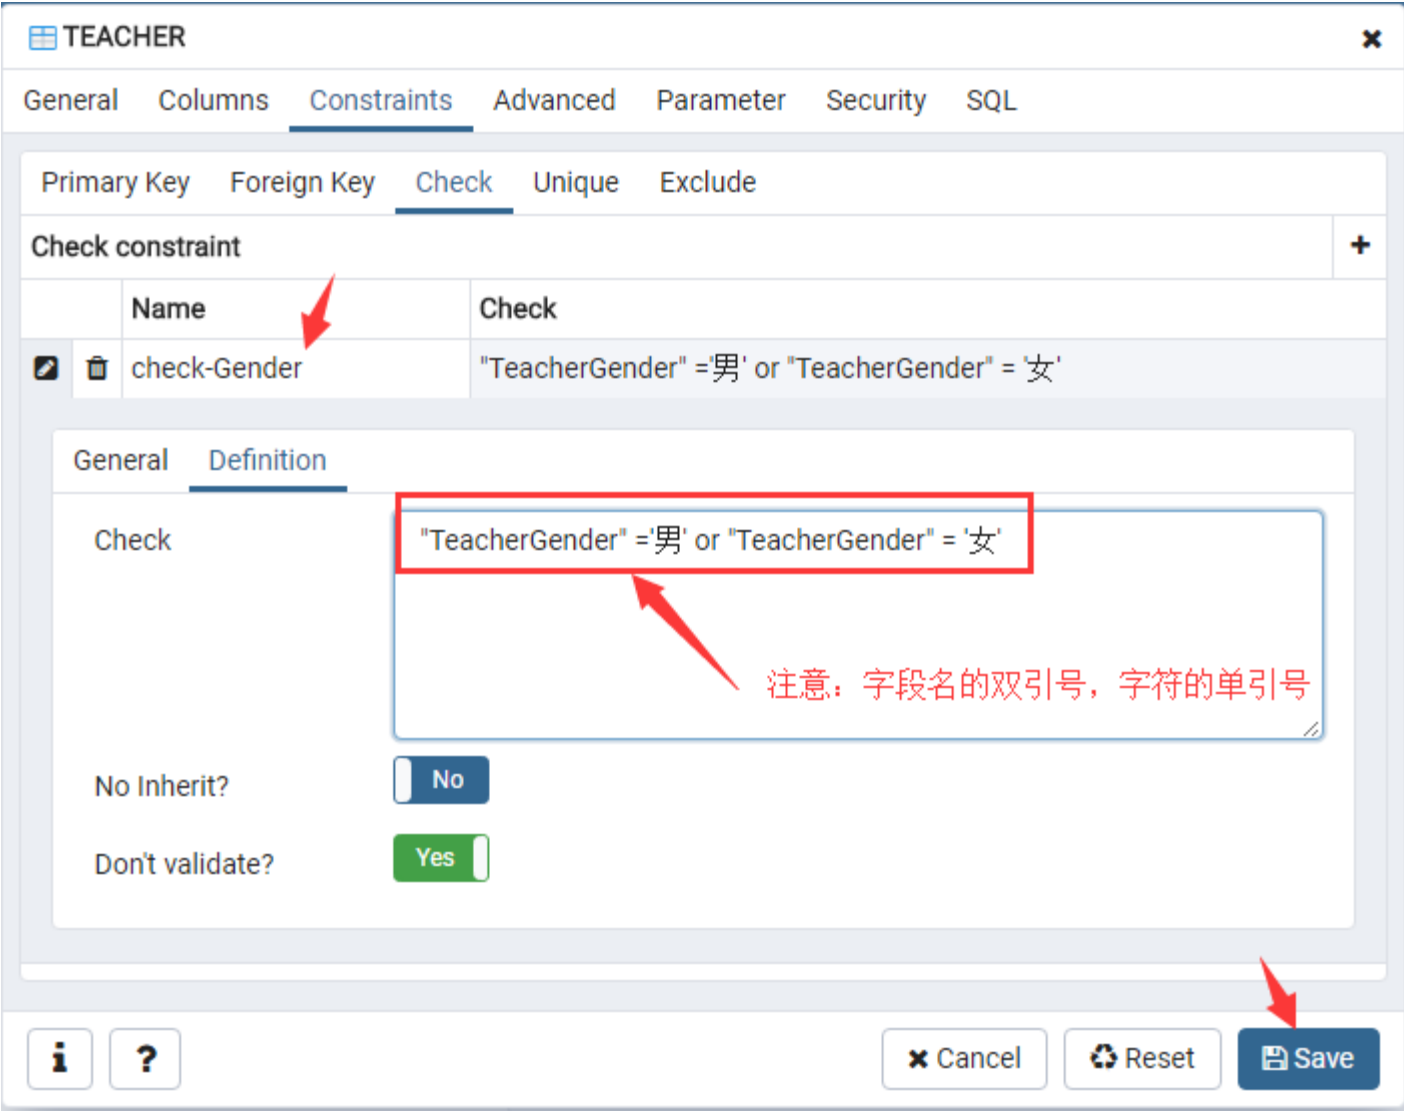 TEACHER
General Columns Constraints Advanced Parameter Security SQL
Primary Key Foreign Key Check Unique Exclude
Check constraint
Name Check
check-Gender "TeacherGender" ='男' or "TeacherGender" = '女'
General Definition
Check "TeacherGender" ='男' or "TeacherGender" = '女'
注意：字段名的双引号，字符的单引号
No Inherit? No
Don't validate? Yes
Cancel Reset Save